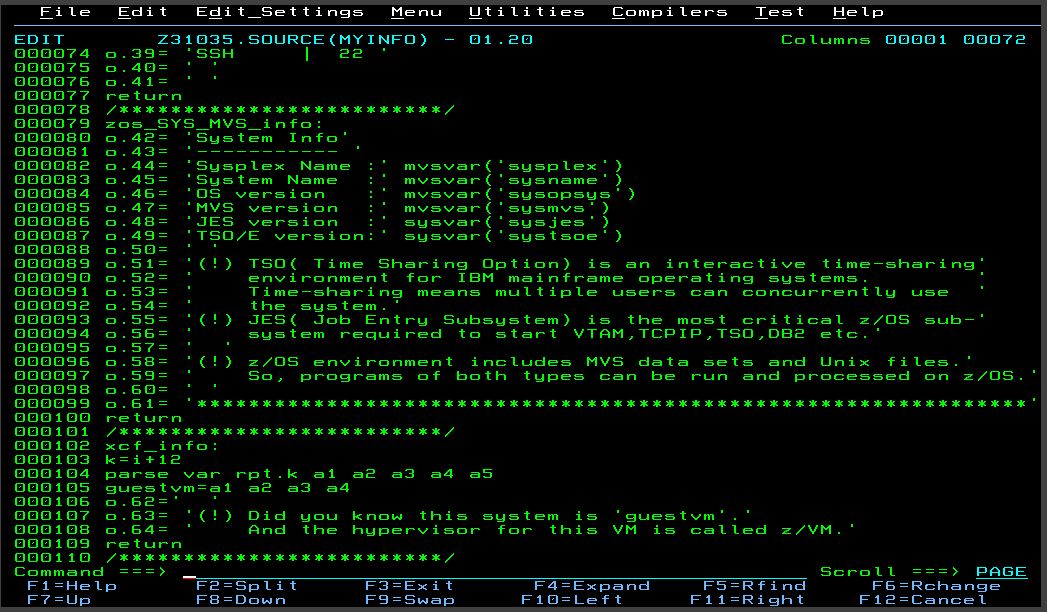 File Edit Edit_Settings Menu Utilities Compilers Test Help
EDIT Z31035.SOURCE(MYINFO) - 01.20 Columns 00001 00072
000074 o.39= 'SSH | 22 '
000075 o.40= ' '
000076 o.41= ' '
000077 return
000078 /*************************/
000079 zos_SYS_MVS_info:
000080 o.42= 'System Info'
000081 o.43= '----------- '
000082 o.44= 'Sysplex Name :' mvsvar('sysplex')
000083 o.45= 'System Name :' mvsvar('sysname')
000084 o.46= 'OS version :' mvsvar('sysopsys')
000085 o.47= 'MVS version :' mvsvar('sysmvs')
000086 o.48= 'JES version :' sysvar('sysjes')
000087 o.49= 'TSO/E version:' sysvar('systsoe')
000088 o.50= ' '
000089 o.51= '(!) TSO( Time Sharing Option) is an interactive time-sharing'
000090 o.52= ' environment for IBM mainframe operating systems. '
000091 o.53= ' Time-sharing means multiple users can concurrently use '
000092 o.54= ' the system.'
000093 o.55= '(!) JES( Job Entry Subsystem) is the most critical z/OS sub-'
000094 o.56= ' system required to start VTAM,TCPIP,TSO,DB2 etc.'
000095 o.57= ' '
000096 o.58= '(!) z/OS environment includes MVS data sets and Unix files.'
000097 o.59= ' So, programs of both types can be run and processed on z/OS.'
000098 o.60= ' '
000099 o.61= '****************************************************************'
000100 return
000101 /*************************/
000102 xcf_info:
000103 k=i+12
000104 parse var rpt.k a1 a2 a3 a4 a5
000105 guestvm=a1 a2 a3 a4
000106 o.62=' '
000107 o.63= '(!) Did you know this system is 'guestvm'.'
000108 o.64= ' And the hypervisor for this VM is called z/VM.'
000109 return
000110 /*************************/
Command ===> Scroll ===> PAGE
F1=Help F2=Split F3=Exit F4=Expand F5=Rfind F6=Rchange
F7=Up F8=Down F9=Swap F10=Left F11=Right F12=Cancel